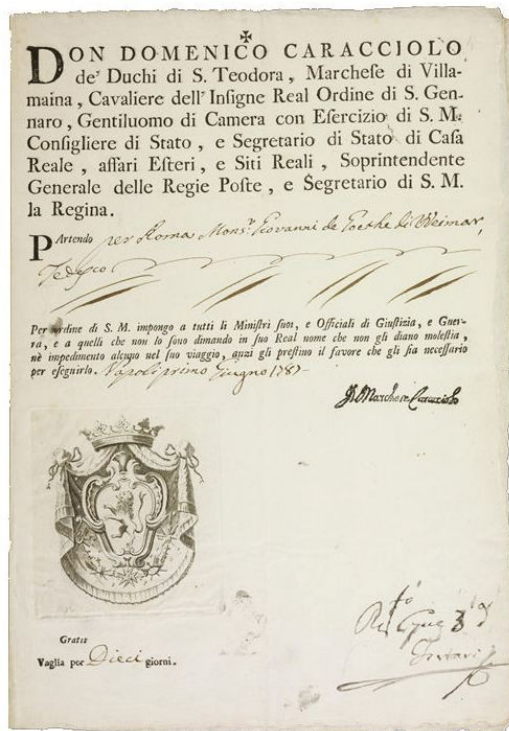 DON DOMENICO CARACCIOLO
de' Duchi di S. Teodora, Marcheſe di Villa-
maina, Cavaliere dell' Inſigne Real Ordine di S. Gen-
naro, Gentiluomo di Camera con Eſercizio di S. M.
Conſigliere di Stato, e Segretario di Stato di Caſa
Reale, affari Eſteri, e Siti Reali, Soprintendente
Generale delle Regie Poſte, e Segretario di S. M.
la Regina.
PArtendo per Roma Mons.r Giovanni de Goethe di Weimar,
Tedesco
Per ordine di S. M. impongo a tutti li Miniſtri ſuoi, e Officiali di Giuſtizia, e Guer-
ra, e a quelli che non lo ſono dimando in ſuo Real nome che non gli diano moleſtia,
nè impedimento alcuno nel ſuo viaggio, anzi gli preſtino il favore che gli ſia neceſſario
per eſeguirlo. Napoli primo Giugno 1787
Il Marchese Caracciolo
Gratis
Vaglia per Dieci giorni.